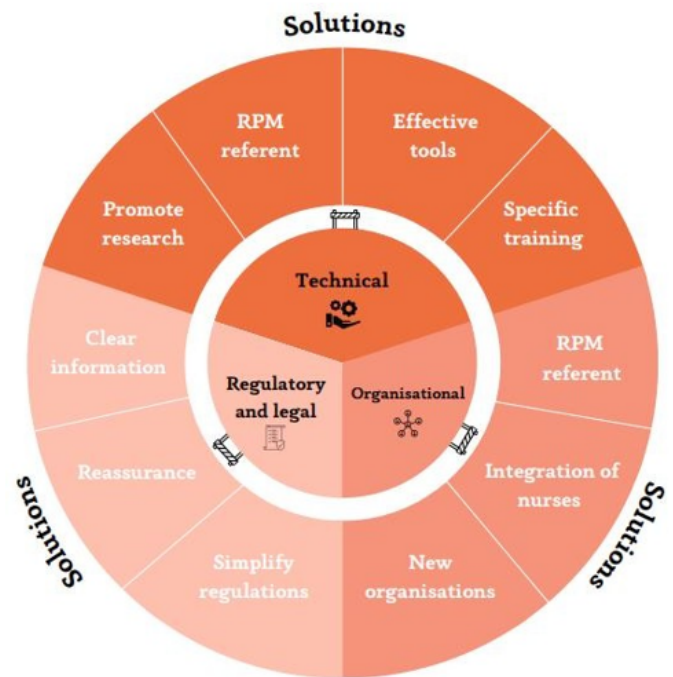 Solutions
RPM
referent
Effective
tools
Promote
research
Specific
training
Technical
Clear
information
RPM
referent
Regulatory
and legal
Organisational
Reassurance
Integration of
nurses
Simplify
regulations
New
organisations
Solutions
Solutions